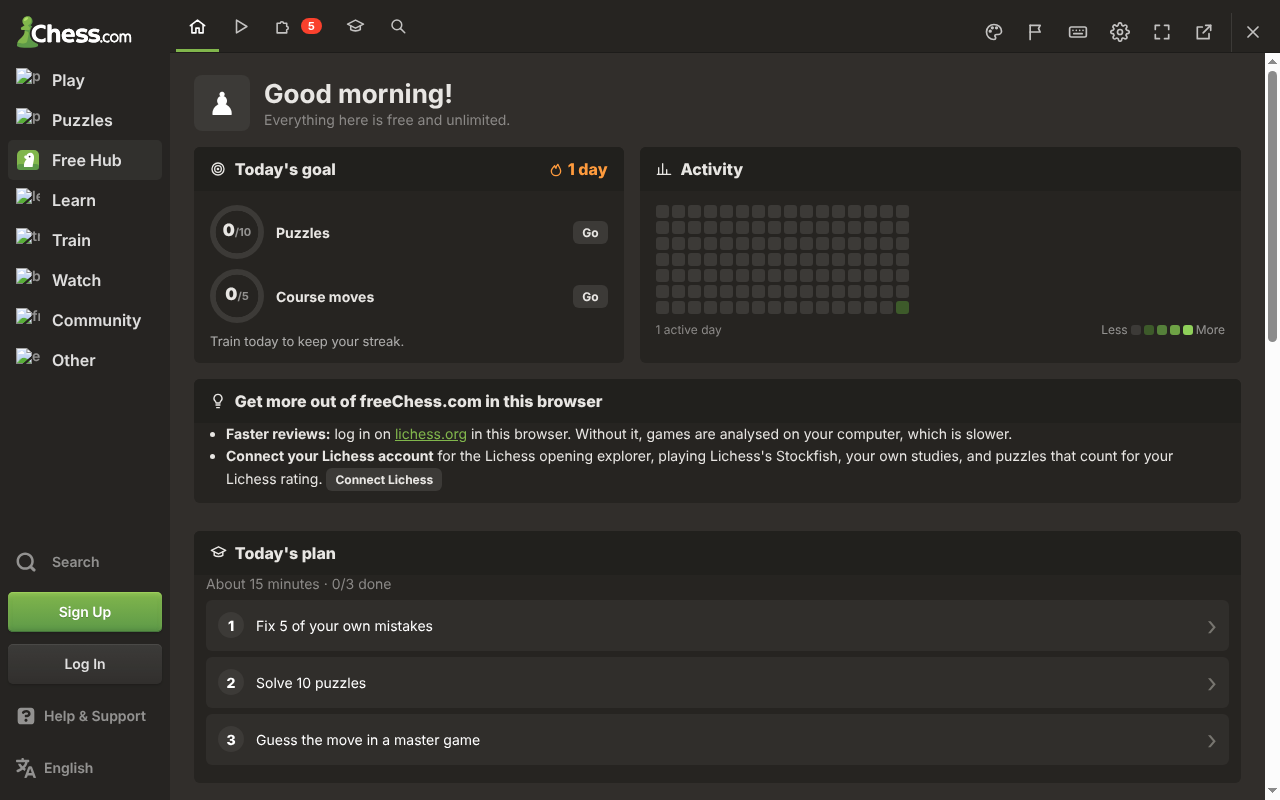 Chess.com
Play
Puzzles
Free Hub
Learn
Train
Watch
Community
Other
Search
Sign Up
Log In
Help & Support
English
5
Good morning!
Everything here is free and unlimited.
Today's goal
1 day
0/10
Puzzles
Go
0/5
Course moves
Go
Train today to keep your streak.
Activity
1 active day
Less
More
Get more out of freeChess.com in this browser
Faster reviews: log in on lichess.org in this browser. Without it, games are analysed on your computer, which is slower.
Connect your Lichess account for the Lichess opening explorer, playing Lichess's Stockfish, your own studies, and puzzles that count for your
Lichess rating. Connect Lichess
Today's plan
About 15 minutes · 0/3 done
1 Fix 5 of your own mistakes
2 Solve 10 puzzles
3 Guess the move in a master game